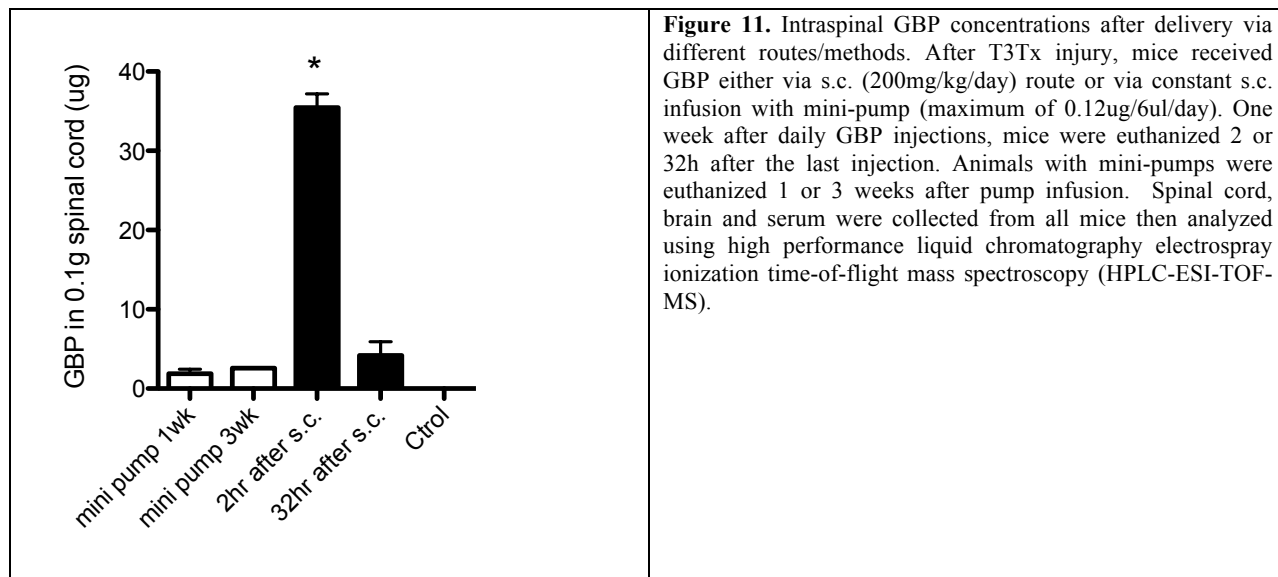 *
40
30
20
10
0
GBP in 0.1g spinal cord (ug)
mini pump 1wk
mini pump 3wk
2hr after s.c.
32hr after s.c.
Ctrol
Figure 11. Intraspinal GBP concentrations after delivery via
different routes/methods. After T3Tx injury, mice received
GBP either via s.c. (200mg/kg/day) route or via constant s.c.
infusion with mini-pump (maximum of 0.12ug/6ul/day). One
week after daily GBP injections, mice were euthanized 2 or
32h after the last injection. Animals with mini-pumps were
euthanized 1 or 3 weeks after pump infusion. Spinal cord,
brain and serum were collected from all mice then analyzed
using high performance liquid chromatography electrospray
ionization time-of-flight mass spectroscopy (HPLC-ESI-TOF-
MS).